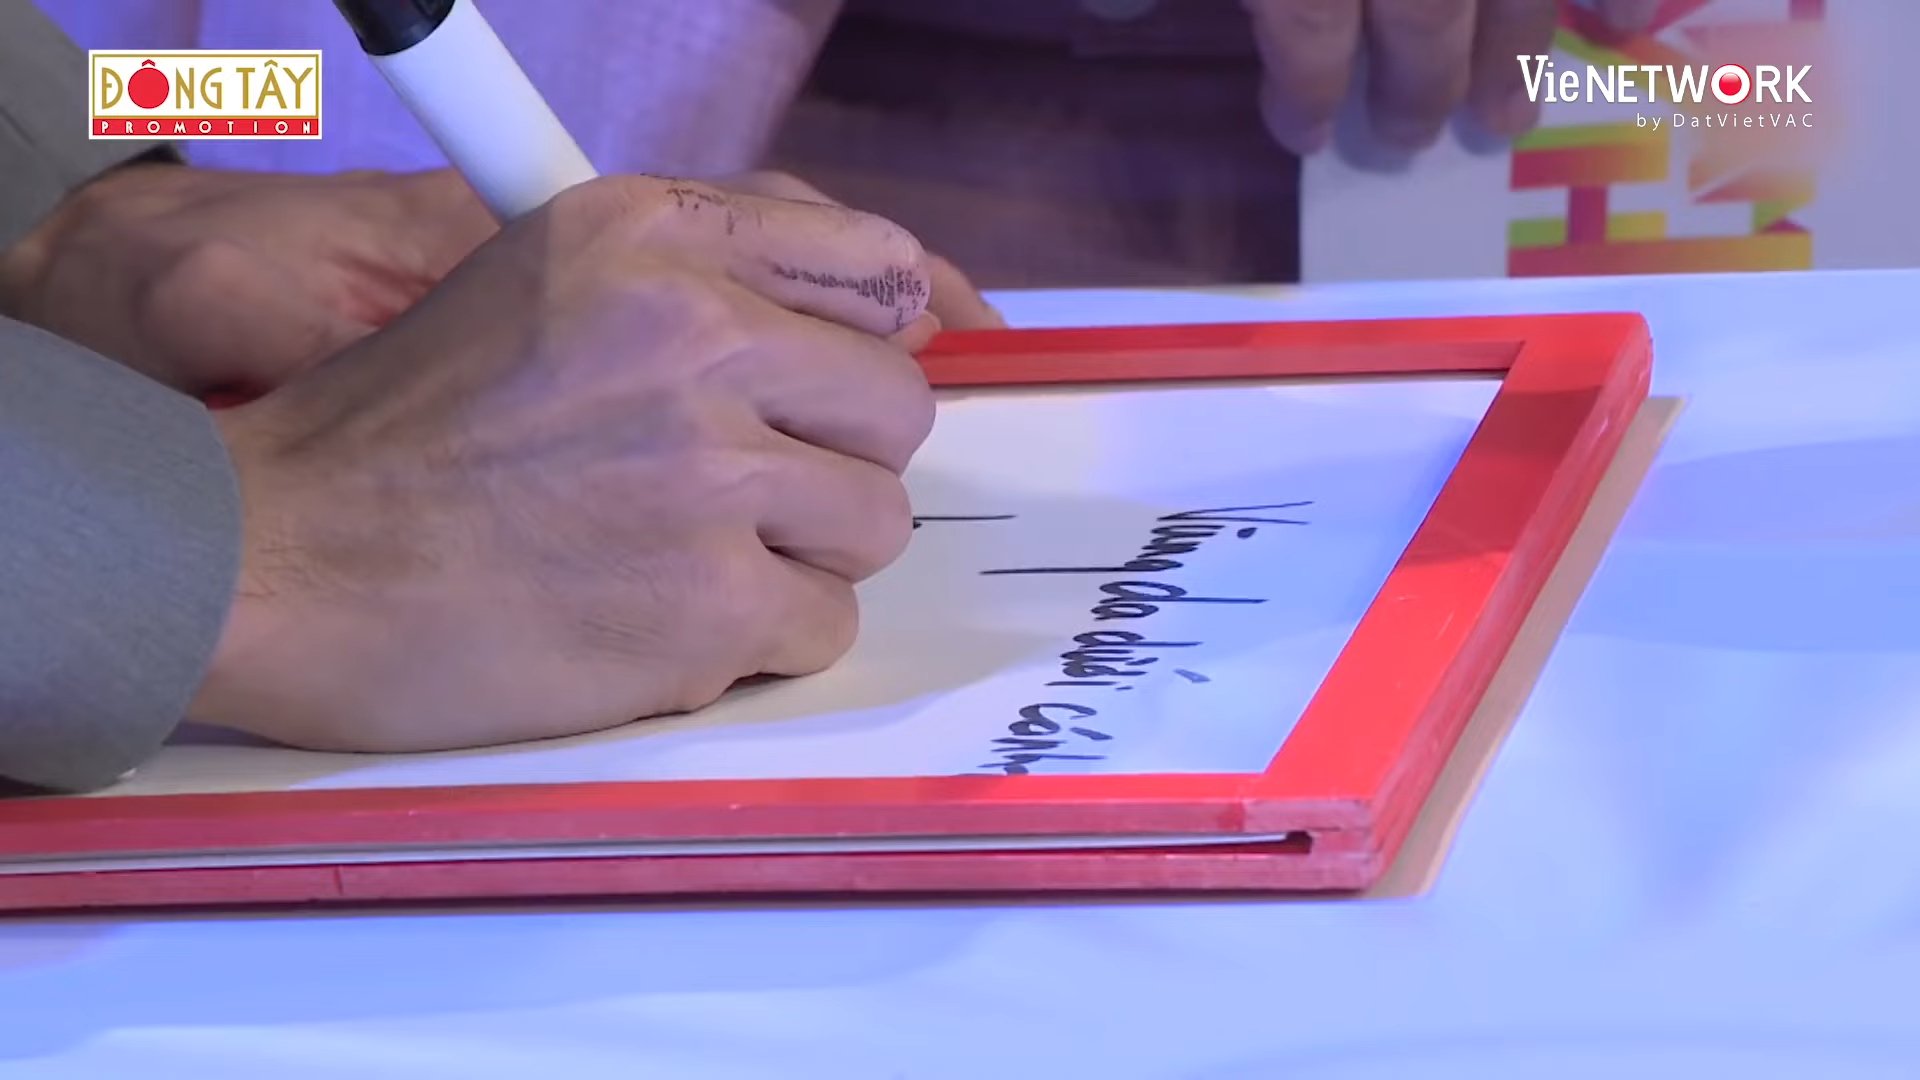 ĐÔNG TÂY
PROMOTION
VieNETWORK
by DatVietVAC
Vùng da dưới cánh